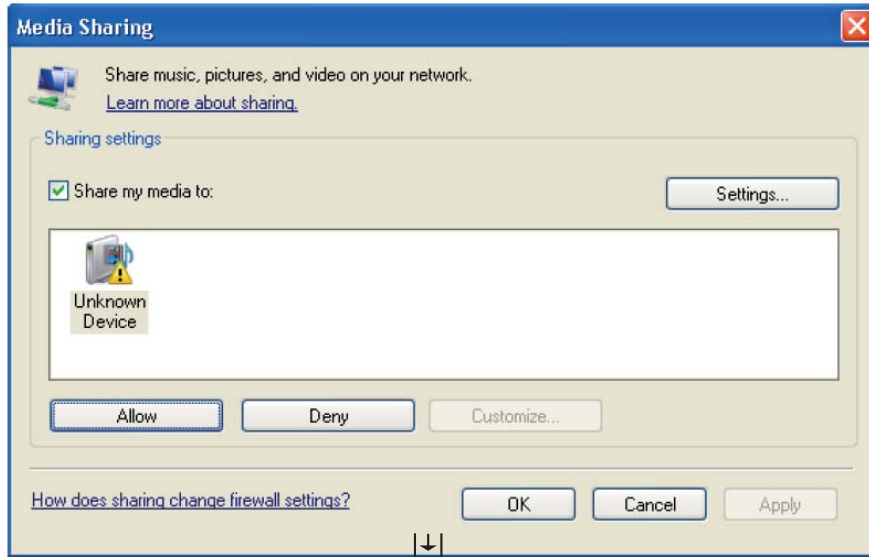 Media Sharing
Share music, pictures, and video on your network.
Learn more about sharing.
Sharing settings
Share my media to:
Settings...
Unknown
Device
Allow
Deny
Customize...
How does sharing change firewall settings?
OK
Cancel
Apply